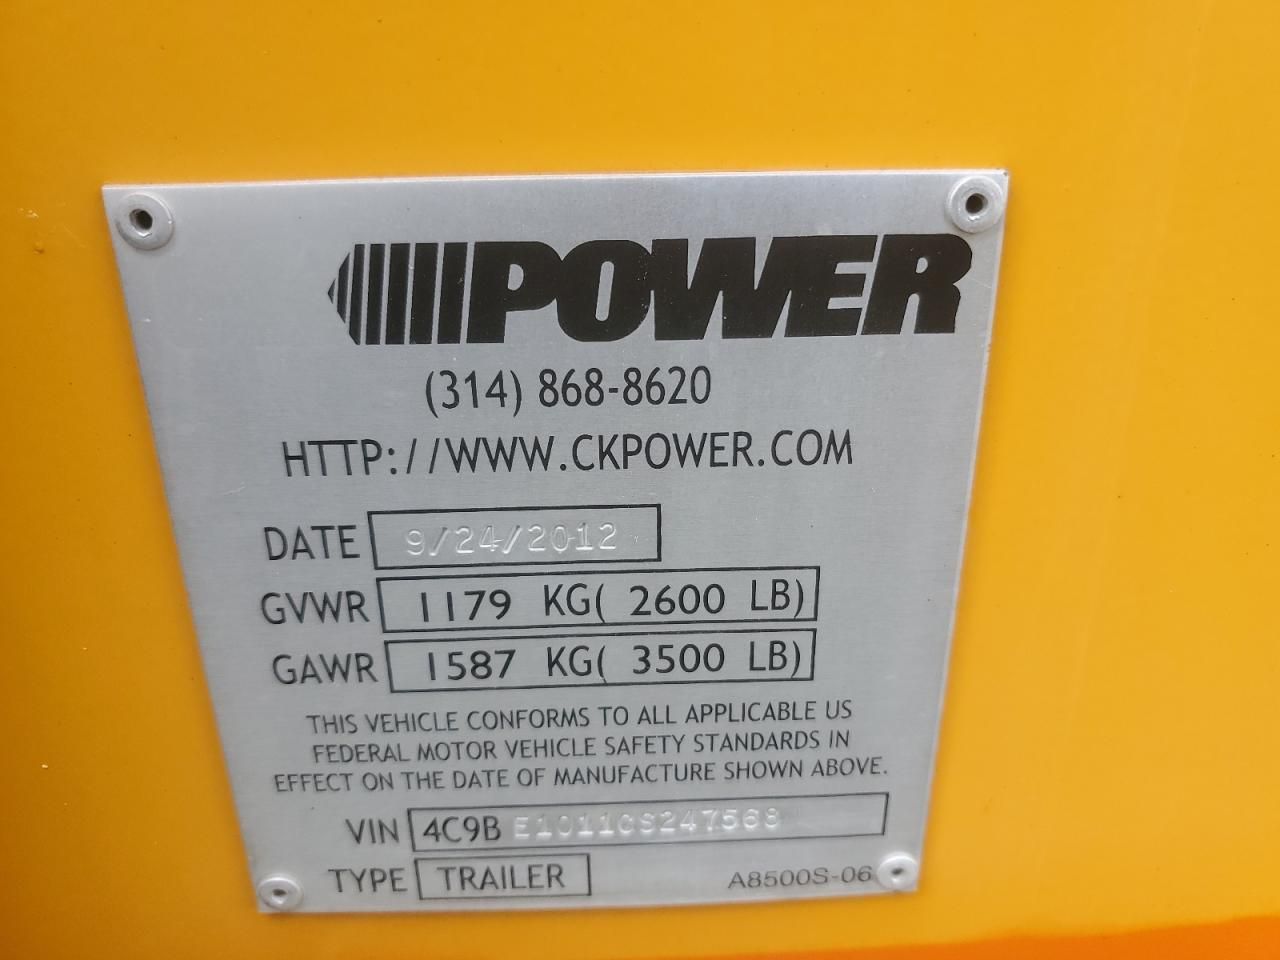 POWER
(314) 868-8620
HTTP://WWW.CKPOWER.COM
DATE 9/24/2012
GVWR 1179 KG( 2600 LB)
GAWR 1587 KG( 3500 LB)
THIS VEHICLE CONFORMS TO ALL APPLICABLE US
FEDERAL MOTOR VEHICLE SAFETY STANDARDS IN
EFFECT ON THE DATE OF MANUFACTURE SHOWN ABOVE.
VIN 4C9B E1011CS247568
TYPE TRAILER
A8500S-06